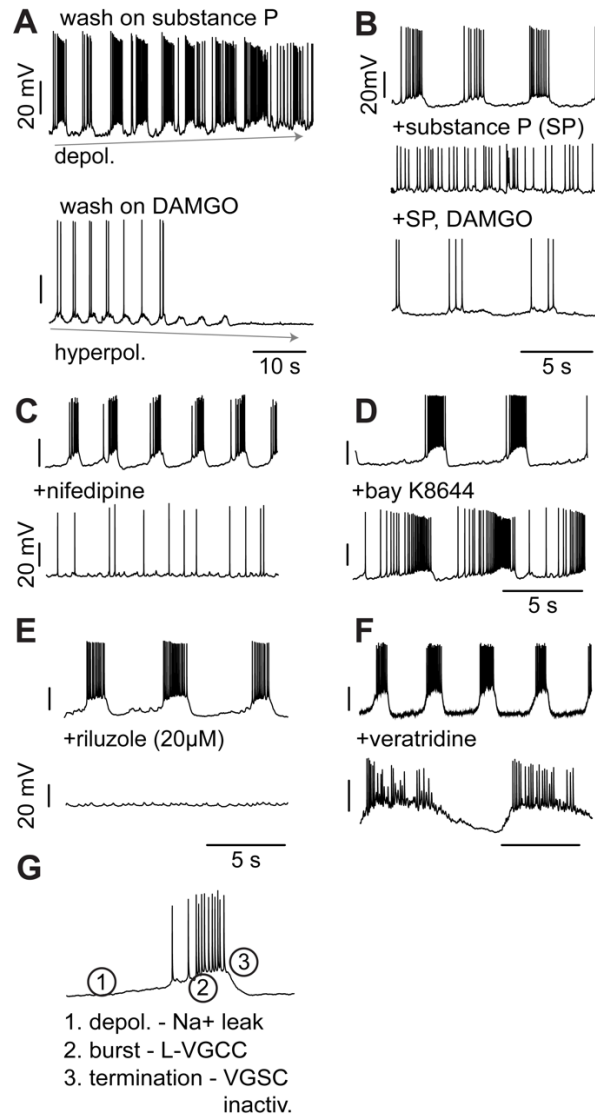 A
wash on substance P
20 mV
depol.
wash on DAMGO
hyperpol.
10 s
B
20mV
+substance P (SP)
+SP, DAMGO
5 s
C
+nifedipine
20 mV
D
+bay K8644
5 s
E
+riluzole (20µM)
20 mV
5 s
F
+veratridine
G
1
2
3
1. depol. - Na+ leak
2. burst - L-VGCC
3. termination - VGSC
inactiv.